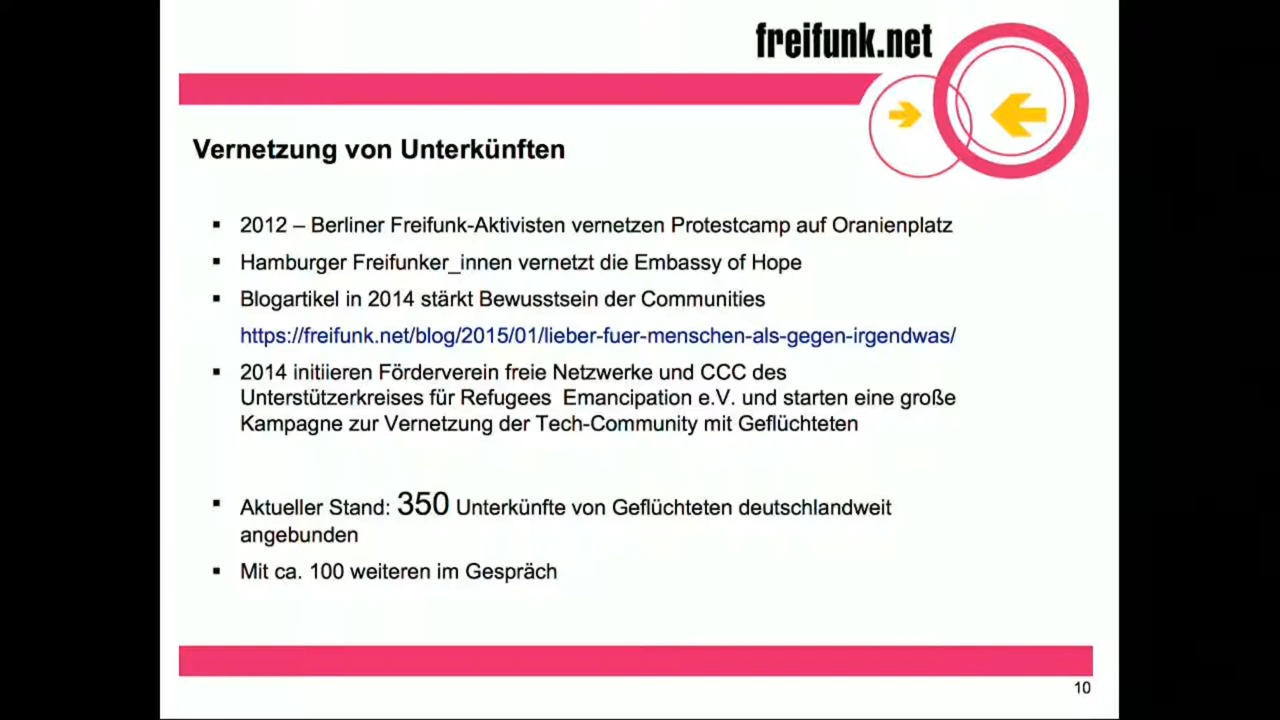 freifunk.net
Vernetzung von Unterkünften
▪ 2012 – Berliner Freifunk-Aktivisten vernetzen Protestcamp auf Oranienplatz
▪ Hamburger Freifunker_innen vernetzt die Embassy of Hope
▪ Blogartikel in 2014 stärkt Bewusstsein der Communities
https://freifunk.net/blog/2015/01/lieber-fuer-menschen-als-gegen-irgendwas/
▪ 2014 initiieren Förderverein freie Netzwerke und CCC des
Unterstützerkreises für Refugees Emancipation e.V. und starten eine große
Kampagne zur Vernetzung der Tech-Community mit Geflüchteten
▪ Aktueller Stand: 350 Unterkünfte von Geflüchteten deutschlandweit
angebunden
▪ Mit ca. 100 weiteren im Gespräch
10